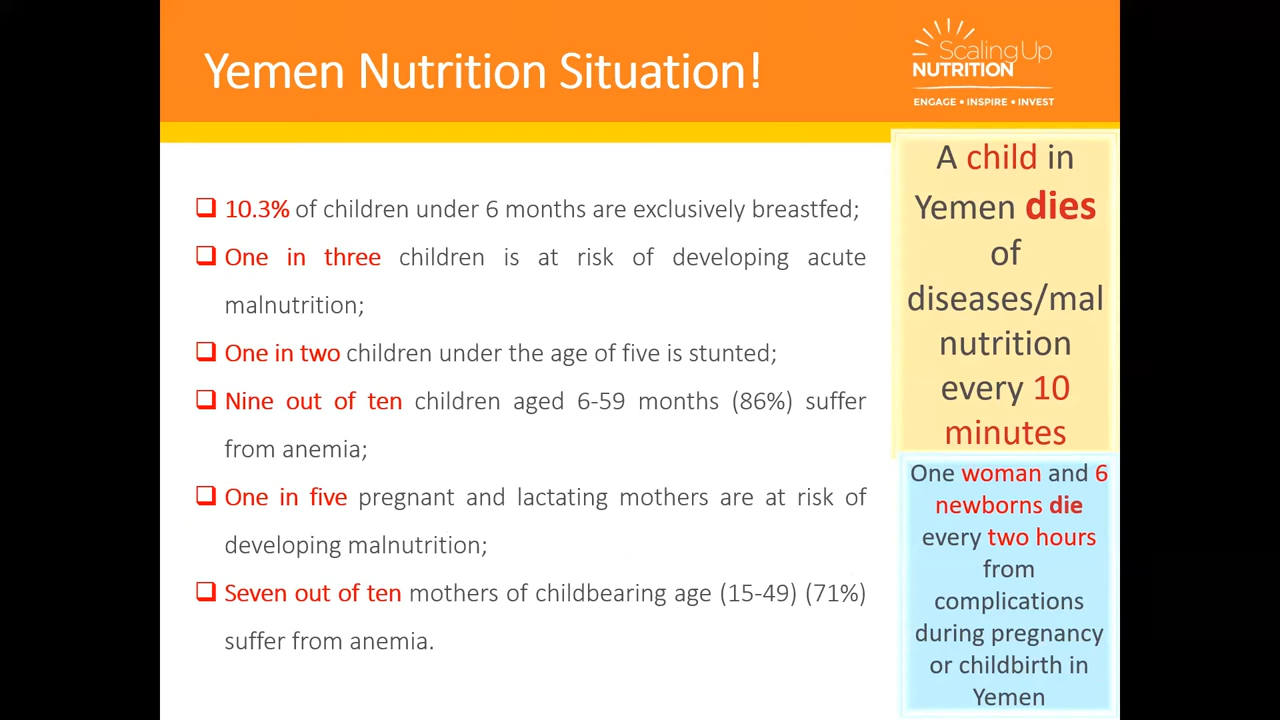 Yemen Nutrition Situation!
Scaling Up
NUTRITION
ENGAGE • INSPIRE • INVEST
10.3% of children under 6 months are exclusively breastfed;
One in three children is at risk of developing acute
malnutrition;
One in two children under the age of five is stunted;
Nine out of ten children aged 6-59 months (86%) suffer
from anemia;
One in five pregnant and lactating mothers are at risk of
developing malnutrition;
Seven out of ten mothers of childbearing age (15-49) (71%)
suffer from anemia.
A child in
Yemen dies
of
diseases/mal
nutrition
every 10
minutes
One woman and 6
newborns die
every two hours
from
complications
during pregnancy
or childbirth in
Yemen